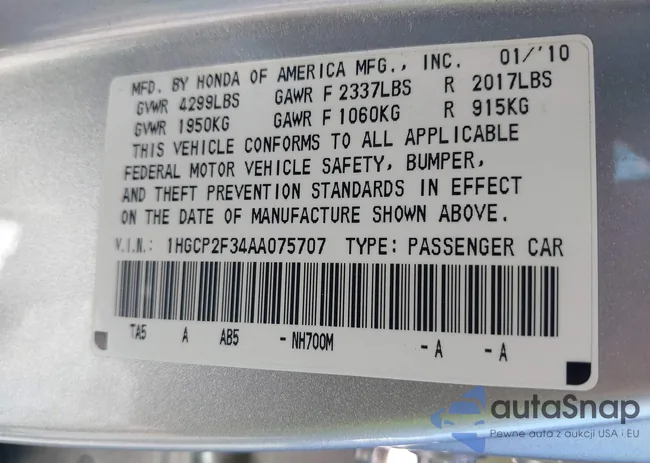 MFD. BY HONDA OF AMERICA MFG., INC. 01/'10
GVWR 4299LBS GAWR F 2337LBS R 2017LBS
GVWR 1950KG GAWR F 1060KG R 915KG
THIS VEHICLE CONFORMS TO ALL APPLICABLE
FEDERAL MOTOR VEHICLE SAFETY, BUMPER,
AND THEFT PREVENTION STANDARDS IN EFFECT
ON THE DATE OF MANUFACTURE SHOWN ABOVE.
V.I.N.: 1HGCP2F34AA075707 TYPE: PASSENGER CAR
TA5 A AB5 -NH700M -A -A
autaSnap
Pewne auta z aukcji USA i EU